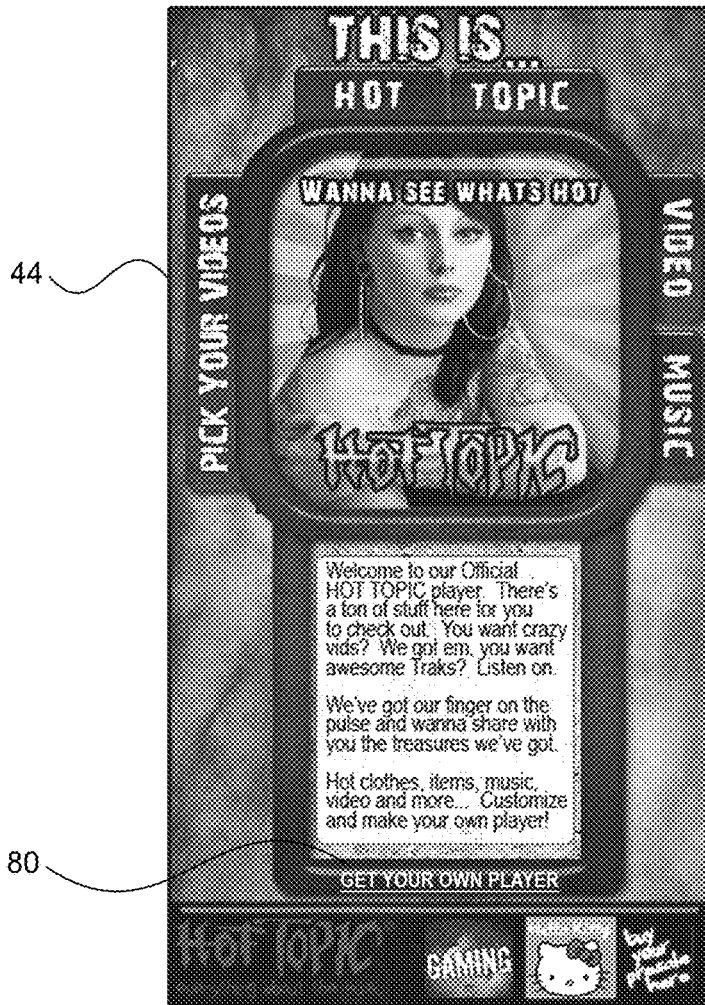 THIS IS...
HOT TOPIC
WANNA SEE WHATS HOT
PICK YOUR VIDEOS
VIDEO
MUSIC
44
HOT TOPIC
Welcome to our Official
HOT TOPIC player. There's
a ton of stuff here for you
to check out. You want crazy
vids? We got em, you want
awesome Traks? Listen on.
We've got our finger on the
pulse and wanna share with
you the treasures we've got.
Hot clothes, items, music,
video and more... Customize
and make your own player!
80
GET YOUR OWN PLAYER
HOT TOPIC
GAMING